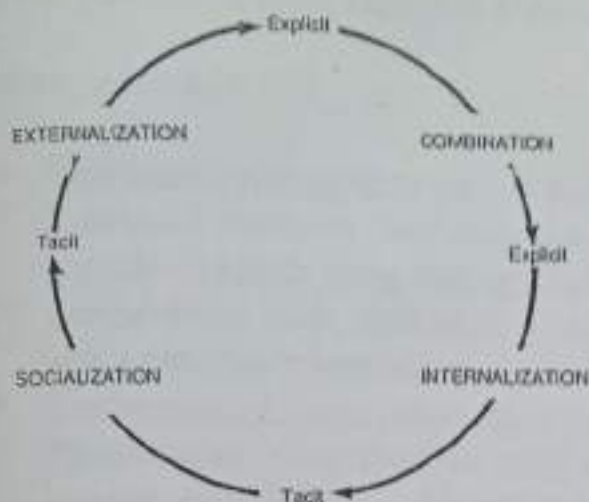 Explicit
EXTERNALIZATION
COMBINATION
Tacit
Explicit
SOCIALIZATION
INTERNALIZATION
Tacit